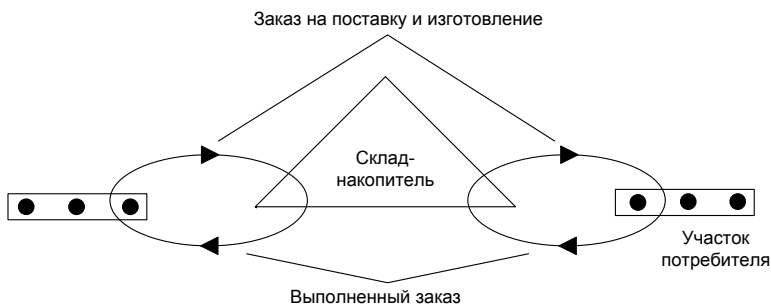 Заказ на поставку и изготовление
Склад-
накопитель
Участок
потребителя
Выполненный заказ